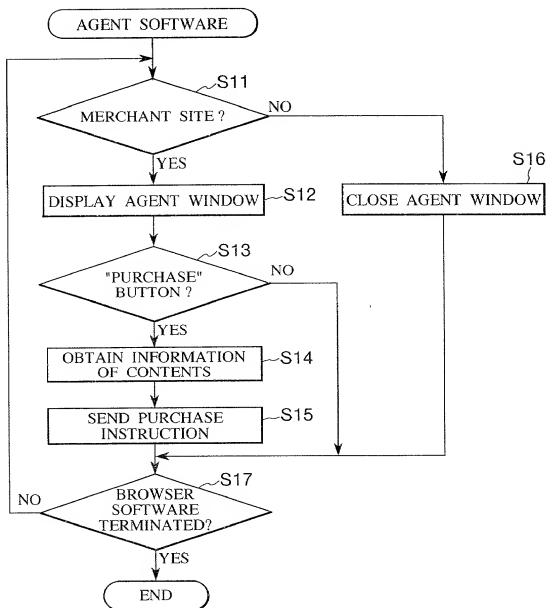 AGENT SOFTWARE
S11
MERCHANT SITE ?
NO
YES
S16
DISPLAY AGENT WINDOW
S12
CLOSE AGENT WINDOW
S13
"PURCHASE"
BUTTON ?
NO
YES
OBTAIN INFORMATION
OF CONTENTS
S14
SEND PURCHASE
INSTRUCTION
S15
S17
NO
BROWSER
SOFTWARE
TERMINATED?
YES
END